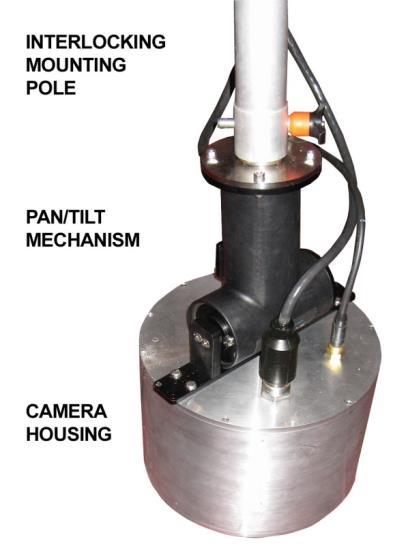 INTERLOCKING
MOUNTING
POLE
PAN/TILT
MECHANISM
CAMERA
HOUSING